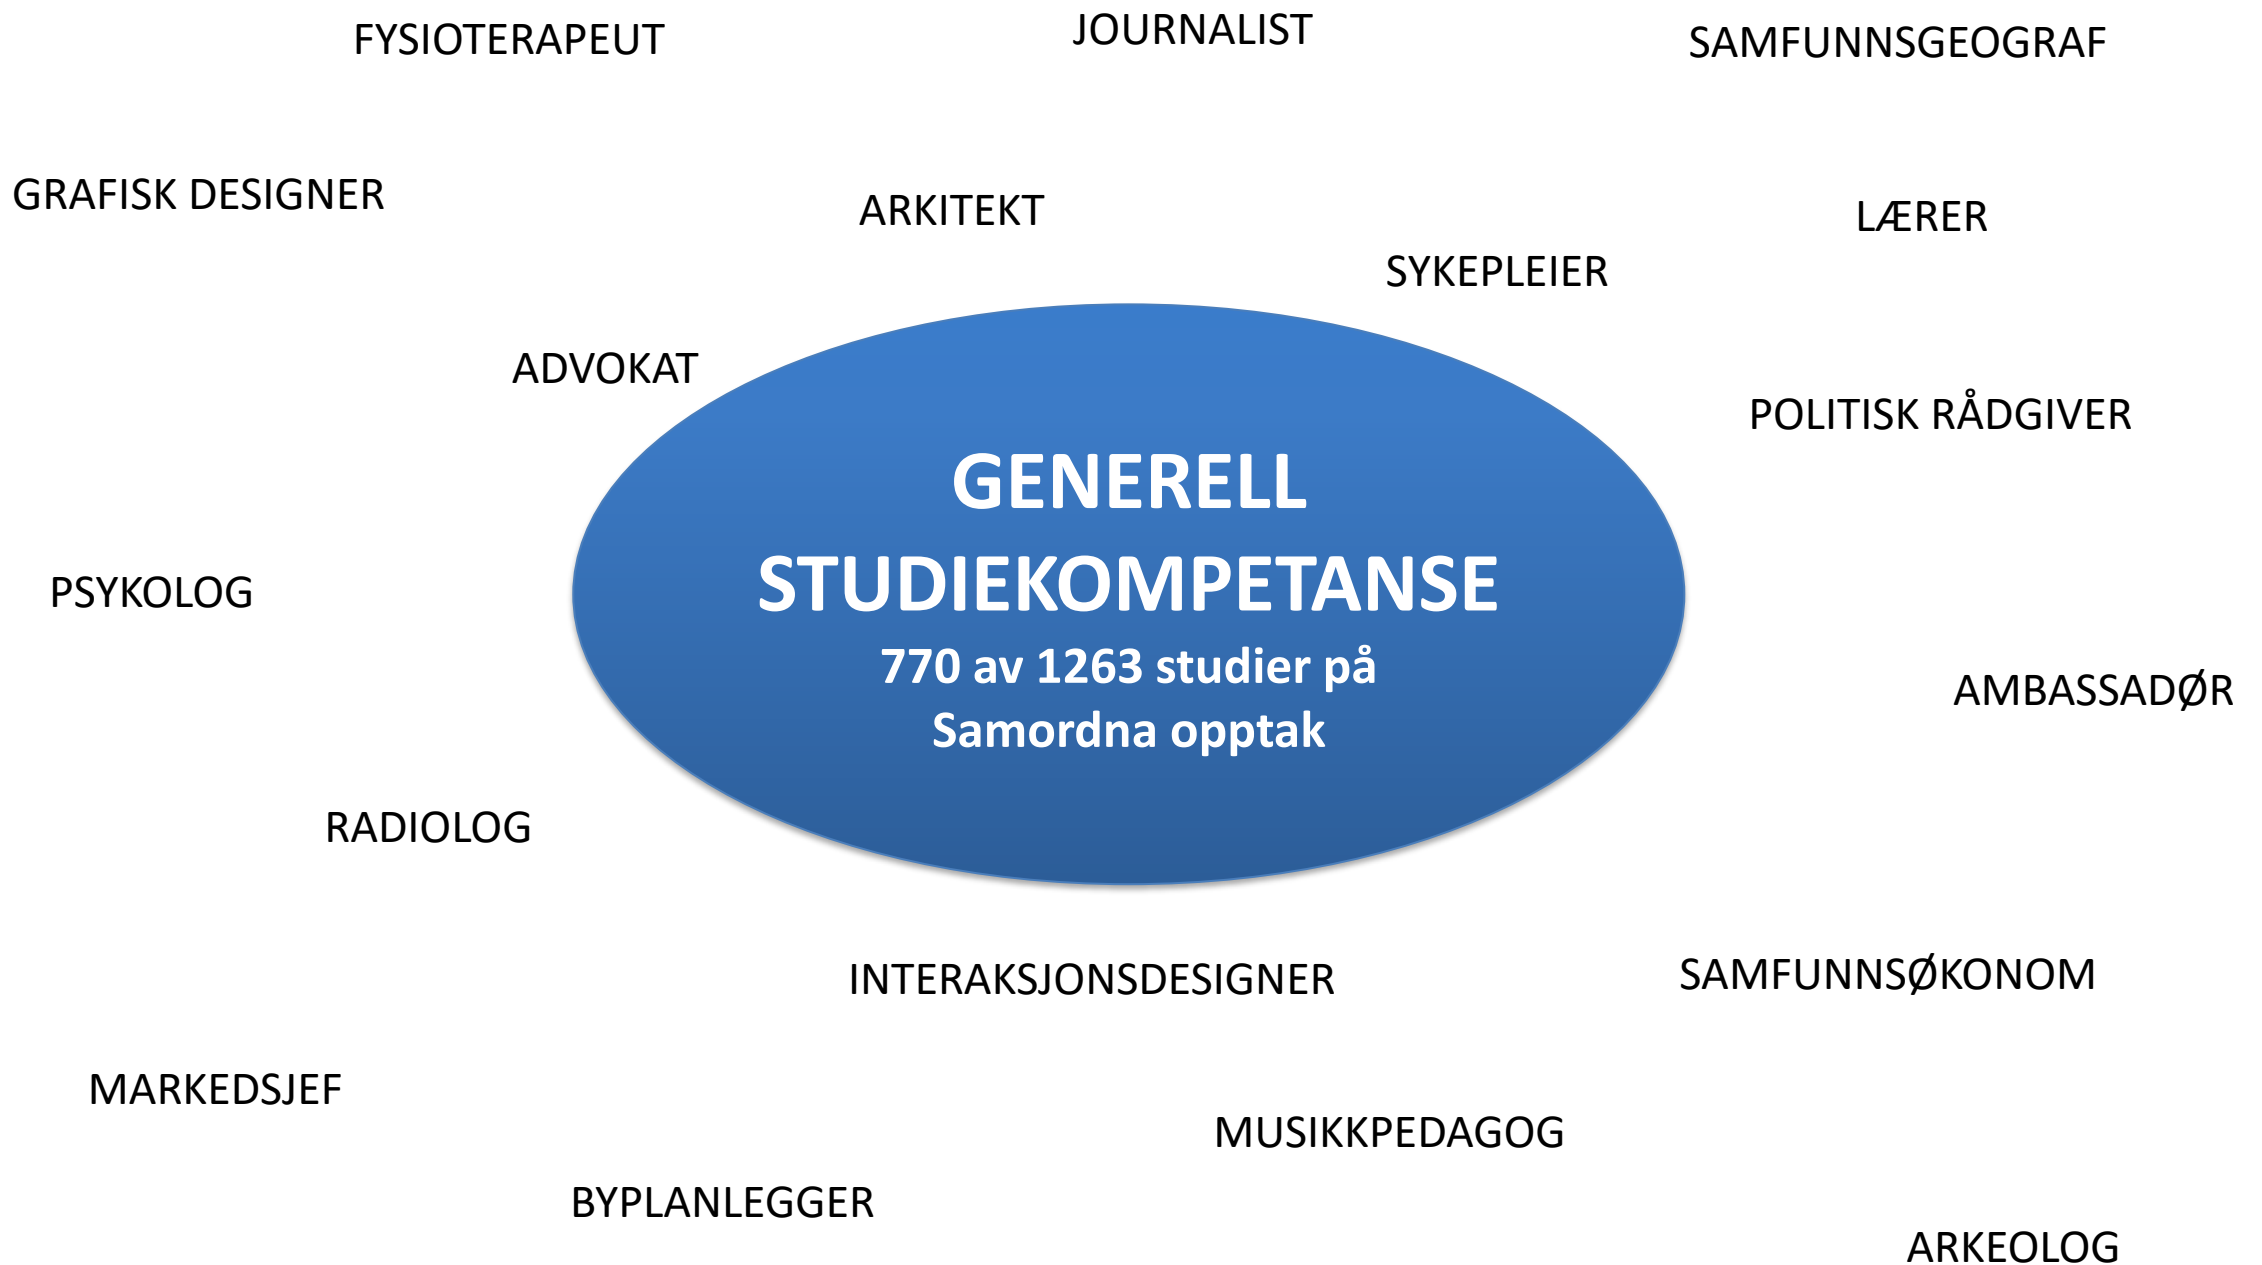 FYSIOTERAPEUT
JOURNALIST
SAMFUNNSGEOGRAF
GRAFISK DESIGNER
ARKITEKT
LÆRER
SYKEPLEIER
ADVOKAT
POLITISK RÅDGIVER
GENERELL
STUDIEKOMPETANSE
770 av 1263 studier på
Samordna opptak
PSYKOLOG
AMBASSADØR
RADIOLOG
INTERAKSJONSDESIGNER
SAMFUNNSØKONOM
MARKEDSJEF
MUSIKKPEDAGOG
BYPLANLEGGER
ARKEOLOG